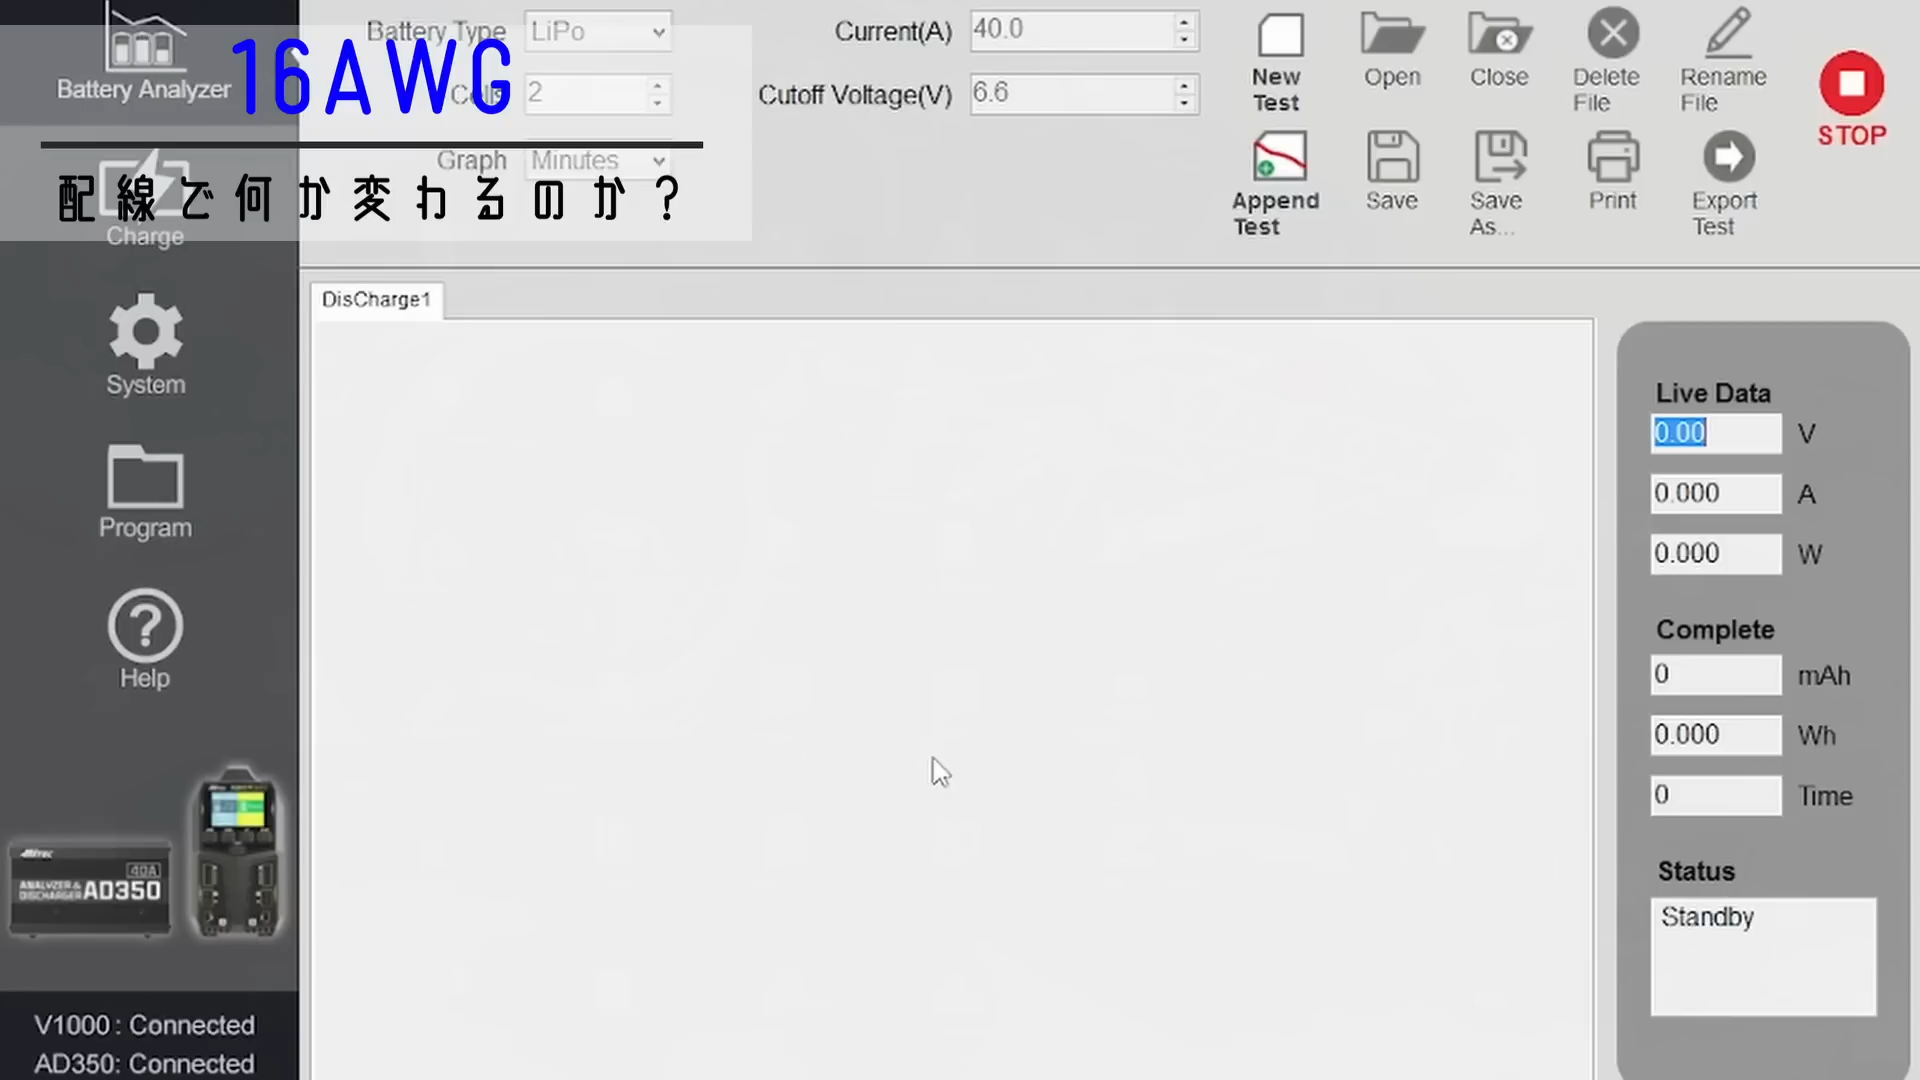 16AWG
配線で何か変わるのか？
Battery Analyzer
Charge
System
Program
Help
40A
ANALYZER &
DISCHARGER AD350
V1000 : Connected
AD350: Connected
Battery Type LiPo
Cells 2
Graph Minutes
Current(A) 40.0
Cutoff Voltage(V) 6.6
New Test
Open
Close
Delete File
Rename File
Append Test
Save
Save As...
Print
Export Test
STOP
DisCharge1
Live Data
0.00 V
0.000 A
0.000 W
Complete
0 mAh
0.000 Wh
0 Time
Status
Standby